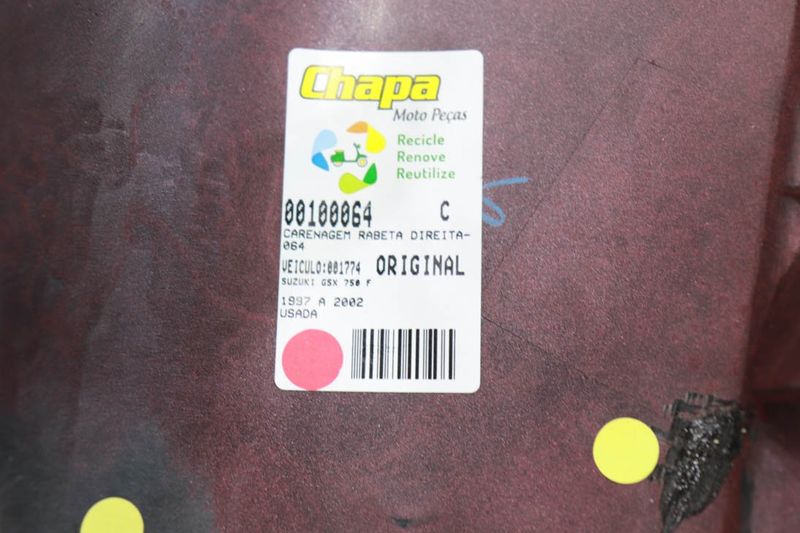 Chapa
Moto Peças
Recicle
Renove
Reutilize
00100064 C
CARENAGEM RABETA DIREITA-
064
VEICULO:001774 ORIGINAL
SUZUKI GSX 750 F
1997 A 2002
USADA